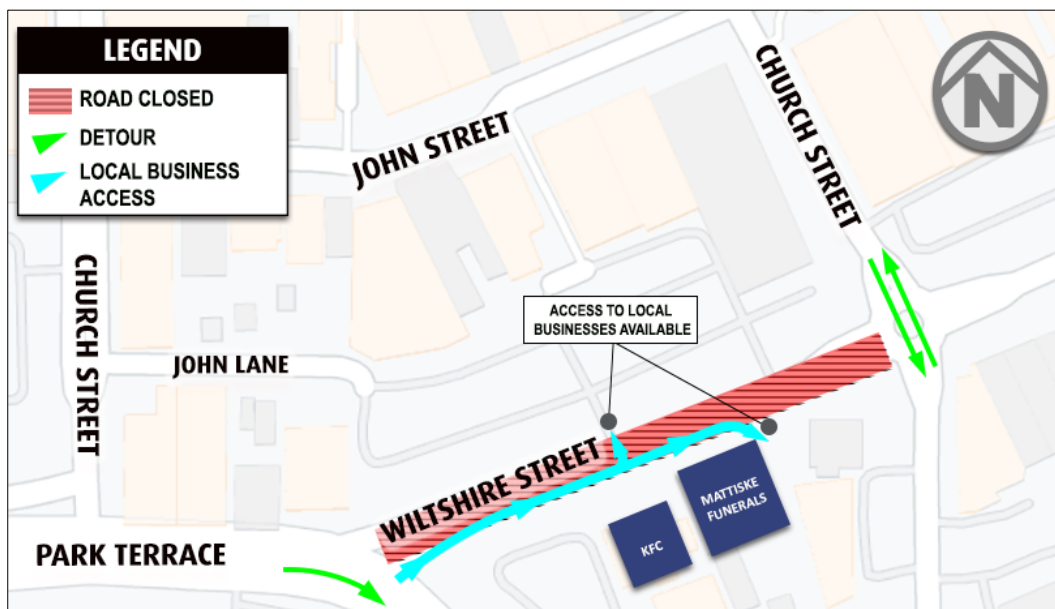 LEGEND
ROAD CLOSED
DETOUR
LOCAL BUSINESS
ACCESS
N
JOHN STREET
CHURCH STREET
CHURCH STREET
JOHN LANE
ACCESS TO LOCAL
BUSINESSES AVAILABLE
WILTSHIRE STREET
MATTISKE
FUNERALS
KFC
PARK TERRACE